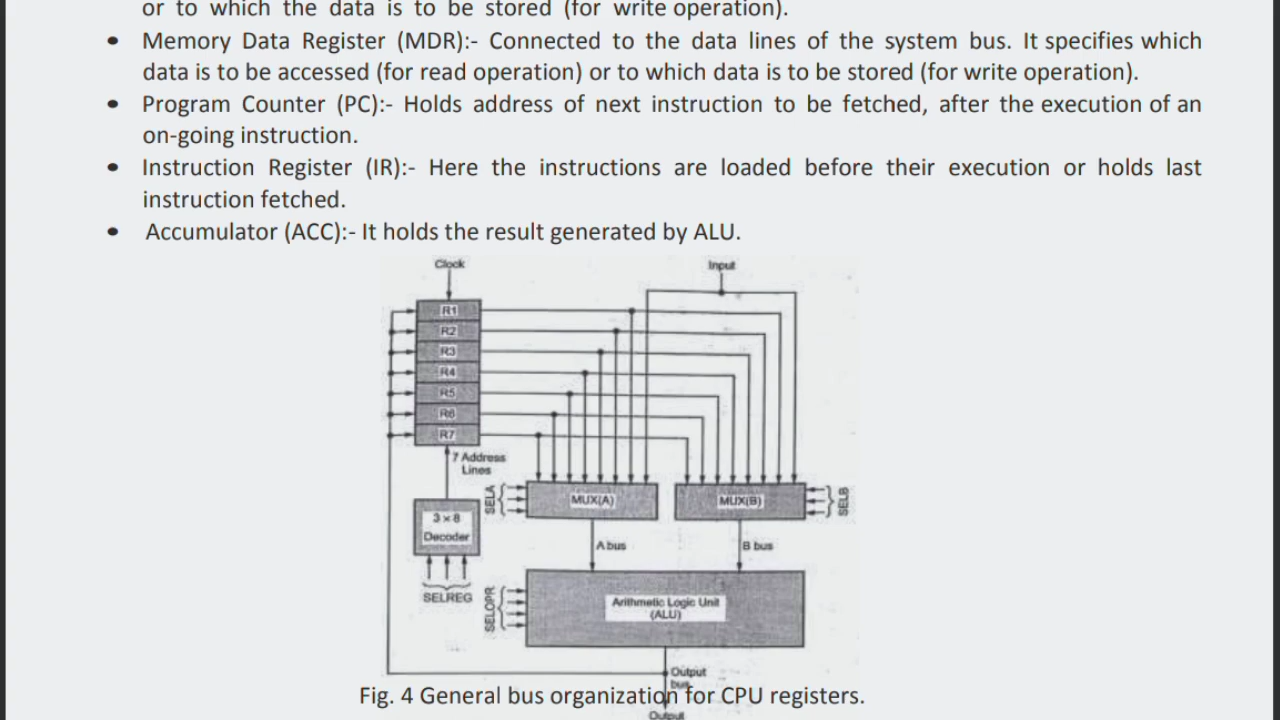 or to which the data is to be stored (for write operation).
• Memory Data Register (MDR):- Connected to the data lines of the system bus. It specifies which
data is to be accessed (for read operation) or to which data is to be stored (for write operation).
• Program Counter (PC):- Holds address of next instruction to be fetched, after the execution of an
on-going instruction.
• Instruction Register (IR):- Here the instructions are loaded before their execution or holds last
instruction fetched.
• Accumulator (ACC):- It holds the result generated by ALU.
Clock
Input
R1
R2
R3
R4
R5
R6
R7
7 Address
Lines
SELA
MUX(A)
MUX(B)
SELB
3 x 8
Decoder
A bus
B bus
SELREG
SELOPR
Arithmetic Logic Unit
(ALU)
Output
bus
Fig. 4 General bus organization for CPU registers.
Output